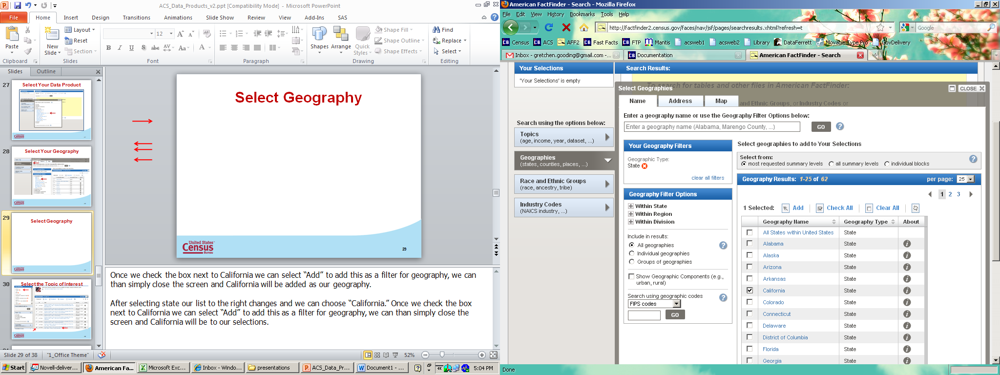 ACS_Data_Products_v2.ppt [Compatibility Mode] - Microsoft PowerPoint
File Home Insert Design Transitions Animations Slide Show Review View Add-Ins SAS
Paste
Clipboard
New Slide
Layout
Reset
Section
Slides
12
B I U S abc AV Aa A
Font
Paragraph
Shapes Arrange Quick Styles
Shape Fill
Shape Outline
Shape Effects
Drawing
Find
Replace
Select
Editing
Slides Outline
27
Select Your Data Product
28
Select Your Geography
29
Select Geography
30
Select the Topic of Interest
Select Geography
United States
Census
Bureau
29
Once we check the box next to California we can select “Add” to add this as a filter for geography, we can
than simply close the screen and California will be added as our geography.
After selecting state our list to the right changes and we can choose “California.” Once we check the box
next to California we can select “Add” to add this as a filter for geography, we can than simply close the
screen and California will be to our selections.
Slide 29 of 38 "1_Office Theme" 52%
Start Novell-deliver... American Fa... Microsoft Exc... Inbox - Windo... presentations ACS_Data_Pr... Document1 - ... 5:04 PM
American FactFinder - Search - Mozilla Firefox
File Edit View History Bookmarks Tools Help
http://factfinder2.census.gov/faces/nav/jsf/pages/searchresults.xhtml?refresh=t
Google
Census ACS AFF2 Fast Facts FTP Mantis acsweb1 acsweb2 Library DataFerrett Movable Type Pro GovDelivery
Inbox - gretchen.gooding@gmail.com -... Documentation American FactFinder - Search
Your Selections
'Your Selections' is empty
Search using the options below:
Topics
(age, income, year, dataset, ...)
Geographies
(states, counties, places, ...)
Race and Ethnic Groups
(race, ancestry, tribe)
Industry Codes
(NAICS industry, ...)
Search Results:
To search for tables and other files in American FactFinder:
and Ethnic Groups, or Industry Codes or
Select Geographies
CLOSE
Name Address Map
Enter a geography name or use the Geography Filter Options below:
Enter a geography name (Alabama, Marengo County, ...)
GO
Your Geography Filters
Geographic Type:
State
clear all filters
Geography Filter Options
Within State
Within Region
Within Division
Include in results:
All geographies
Individual geographies
Groups of geographies
Show Geographic Components (e.g.,
urban, rural)
Search using geographic codes
FIPS codes
GO
Select geographies to add to Your Selections
Select from:
most requested summary levels all summary levels individual blocks
Geography Results: 1-25 of 62 per page: 25
1 2 3
1 Selected: Add Check All Clear All
Geography Name Geography Type About
All States within United States State
Alabama State
Alaska State
Arizona State
Arkansas State
California State
Colorado State
Connecticut State
Delaware State
District of Columbia State
Florida State
Georgia State
Done